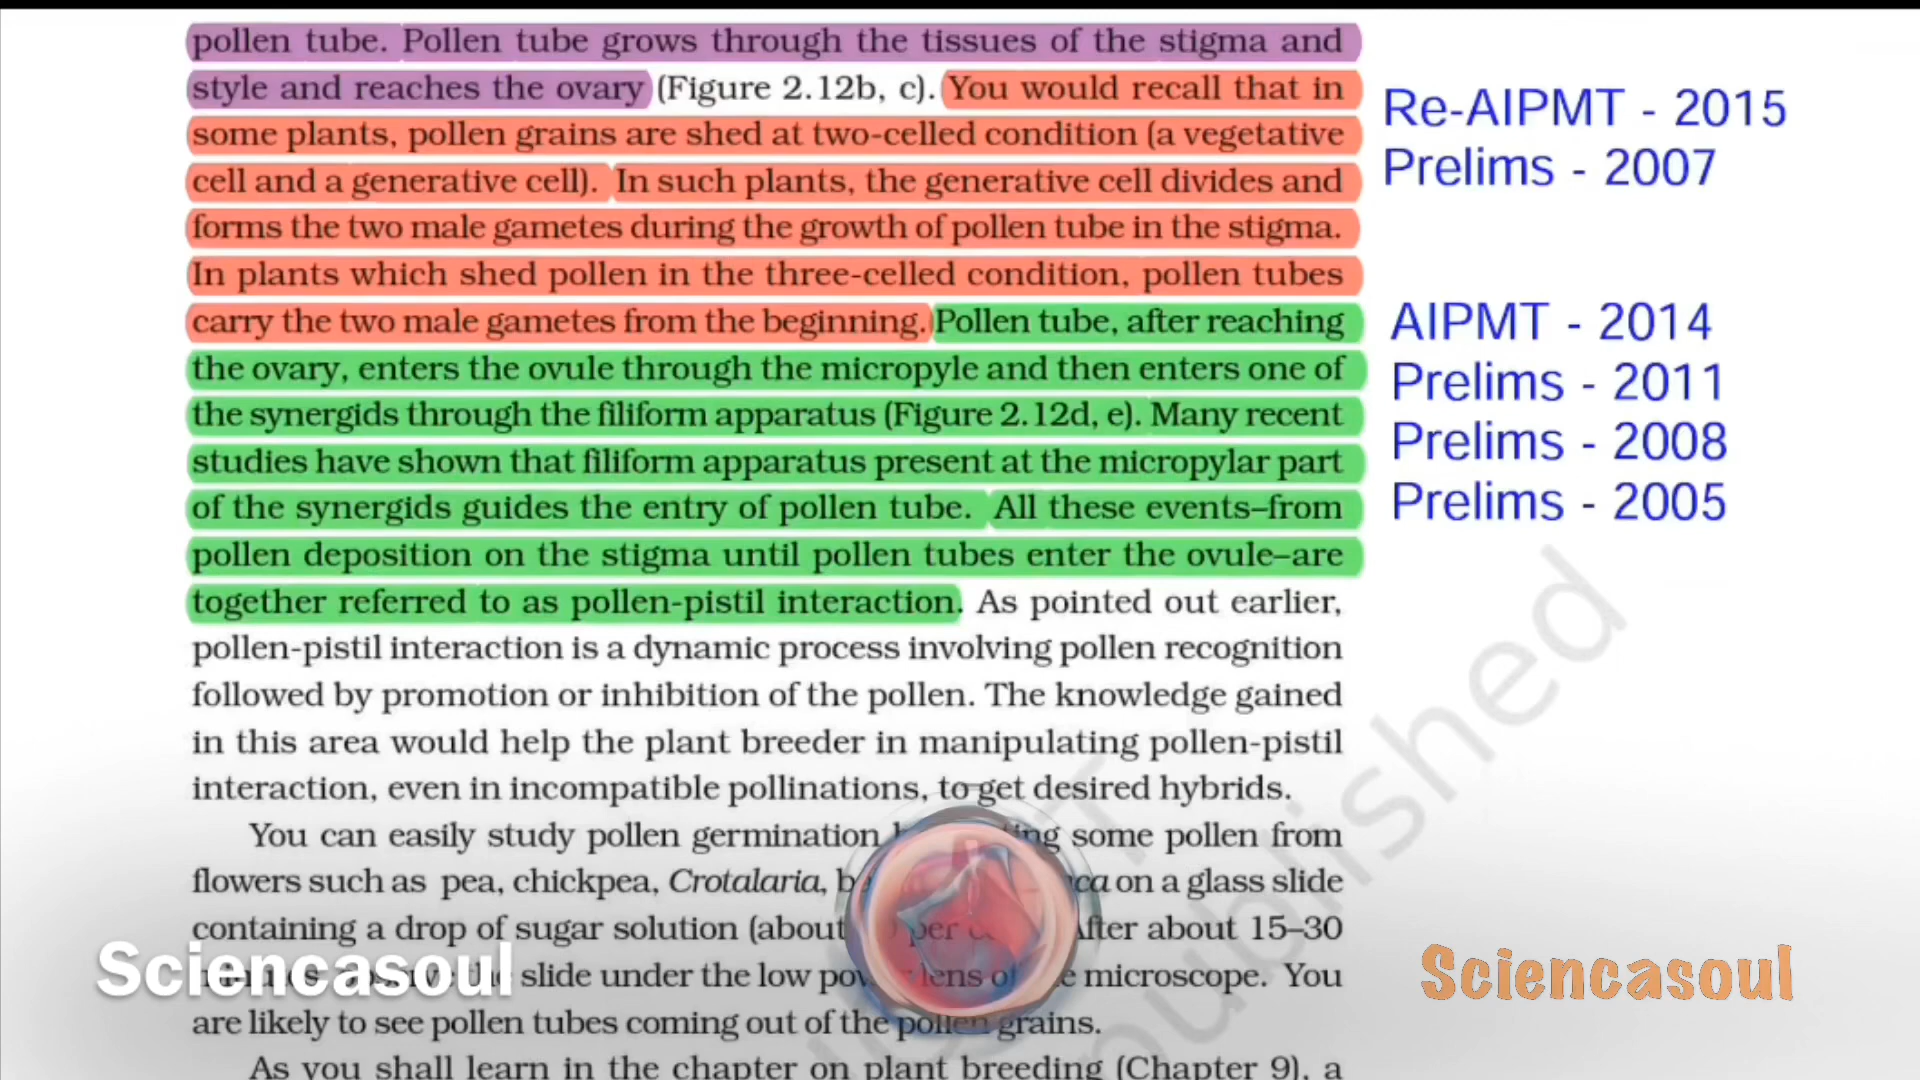 pollen tube. Pollen tube grows through the tissues of the stigma and
style and reaches the ovary (Figure 2.12b, c). You would recall that in
some plants, pollen grains are shed at two-celled condition (a vegetative
cell and a generative cell). In such plants, the generative cell divides and
forms the two male gametes during the growth of pollen tube in the stigma.
In plants which shed pollen in the three-celled condition, pollen tubes
carry the two male gametes from the beginning. Pollen tube, after reaching
the ovary, enters the ovule through the micropyle and then enters one of
the synergids through the filiform apparatus (Figure 2.12d, e). Many recent
studies have shown that filiform apparatus present at the micropylar part
of the synergids guides the entry of pollen tube. All these events–from
pollen deposition on the stigma until pollen tubes enter the ovule–are
together referred to as pollen-pistil interaction. As pointed out earlier,
pollen-pistil interaction is a dynamic process involving pollen recognition
followed by promotion or inhibition of the pollen. The knowledge gained
in this area would help the plant breeder in manipulating pollen-pistil
interaction, even in incompatible pollinations, to get desired hybrids.
You can easily study pollen germination some pollen from
flowers such as pea, chickpea, Crotalaria, on a glass slide
containing a drop of sugar solution (about per After about 15–30
slide under the low lens of microscope. You
are likely to see pollen tubes coming out of the pollen grains.
As you shall learn in the chapter on plant breeding (Chapter 9), a
Re-AIPMT - 2015
Prelims - 2007
AIPMT - 2014
Prelims - 2011
Prelims - 2008
Prelims - 2005
published
Sciencasoul
Sciencasoul